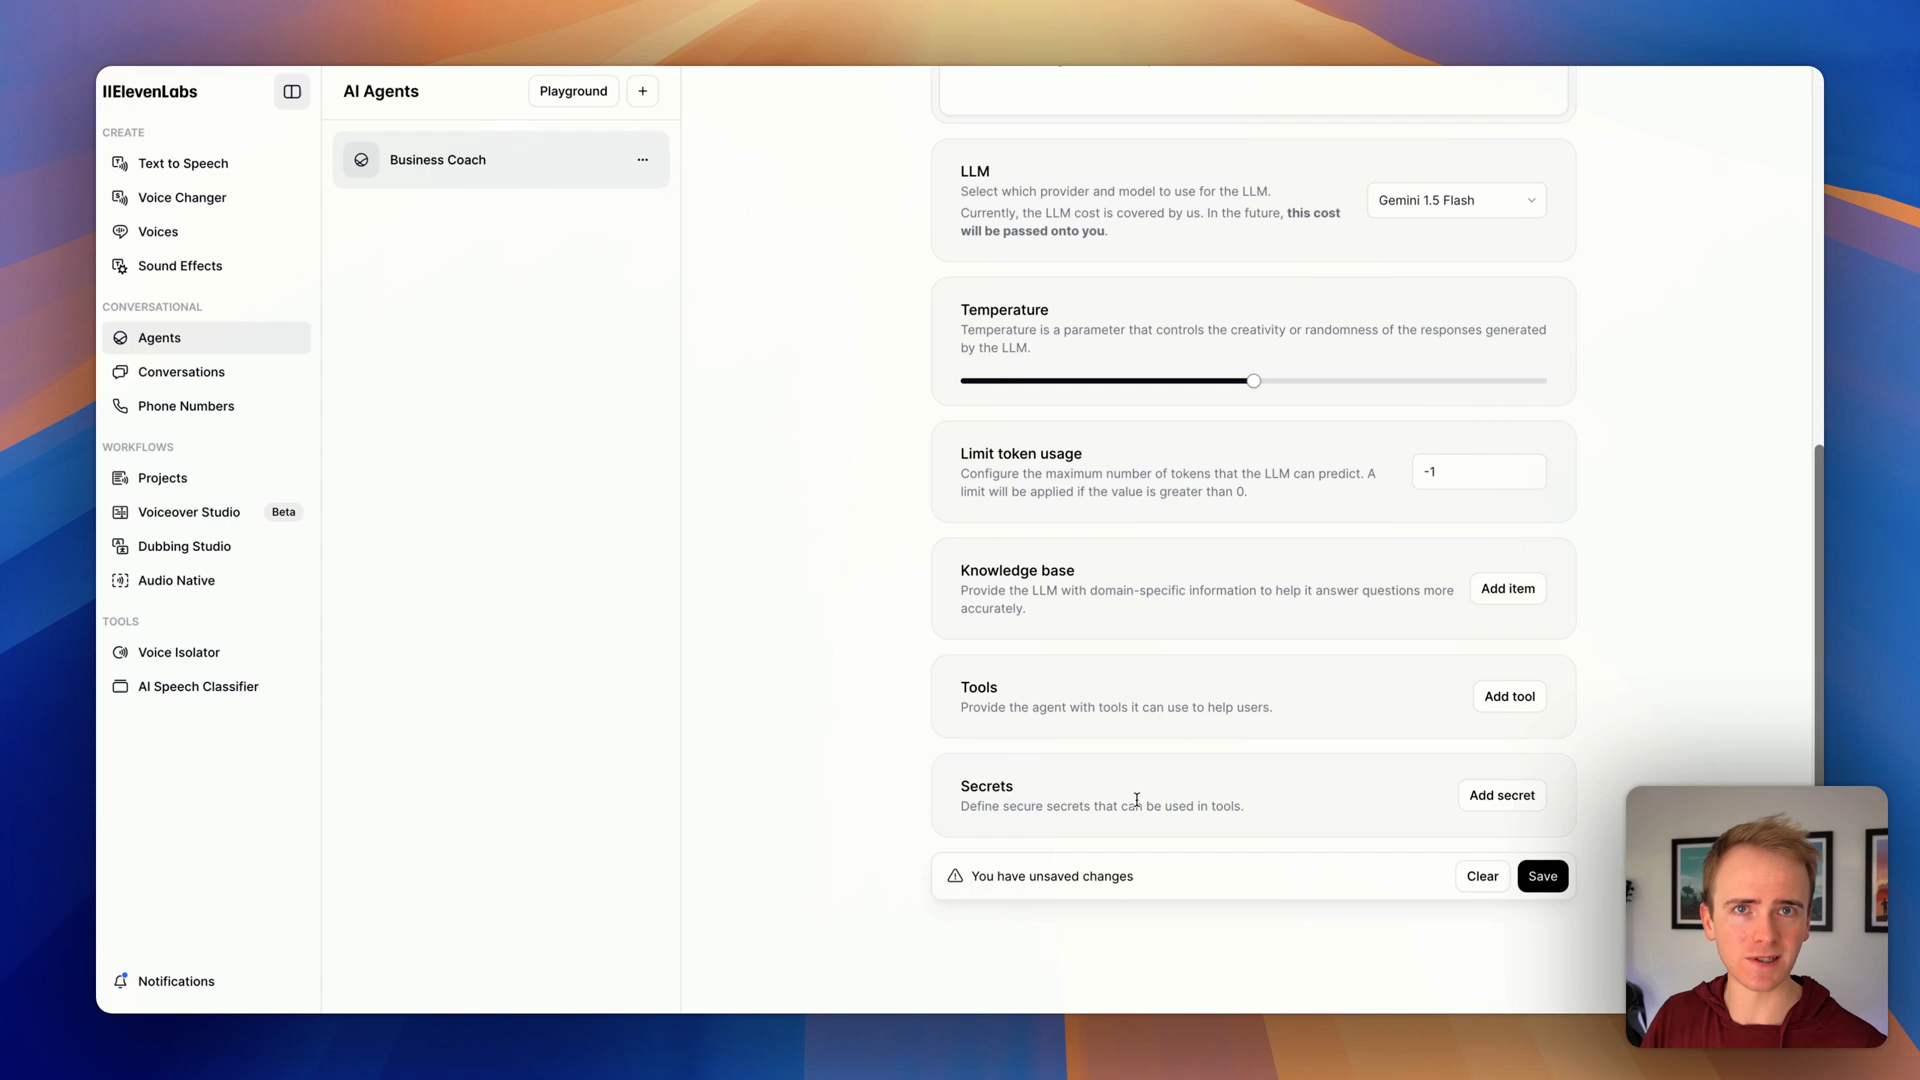 IIElevenLabs
CREATE
Text to Speech
Voice Changer
Voices
Sound Effects
CONVERSATIONAL
Agents
Conversations
Phone Numbers
WORKFLOWS
Projects
Voiceover Studio Beta
Dubbing Studio
Audio Native
TOOLS
Voice Isolator
AI Speech Classifier
Notifications
AI Agents
Playground
+
Business Coach
LLM
Select which provider and model to use for the LLM.
Currently, the LLM cost is covered by us. In the future, this cost
will be passed onto you.
Gemini 1.5 Flash
Temperature
Temperature is a parameter that controls the creativity or randomness of the responses generated
by the LLM.
Limit token usage
Configure the maximum number of tokens that the LLM can predict. A
limit will be applied if the value is greater than 0.
-1
Knowledge base
Provide the LLM with domain-specific information to help it answer questions more
accurately.
Add item
Tools
Provide the agent with tools it can use to help users.
Add tool
Secrets
Define secure secrets that can be used in tools.
Add secret
You have unsaved changes
Clear
Save